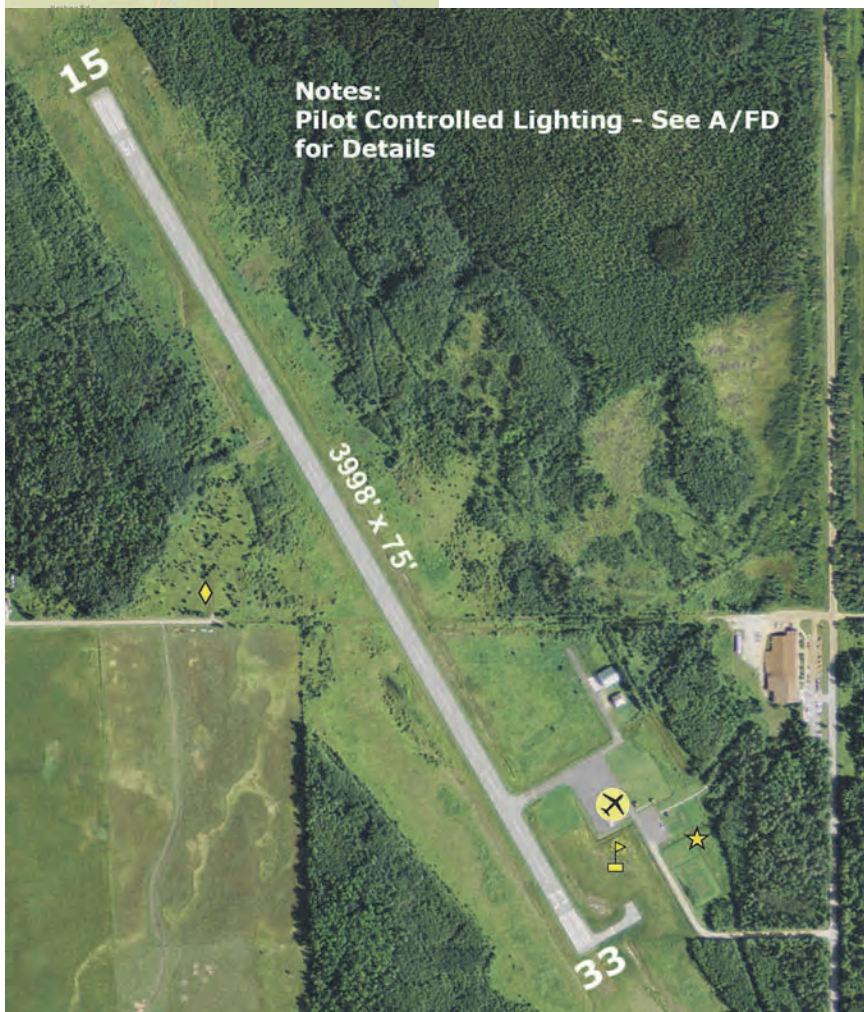 15
Notes:
Pilot Controlled Lighting - See A/FD
for Details
3998' x 75'
33